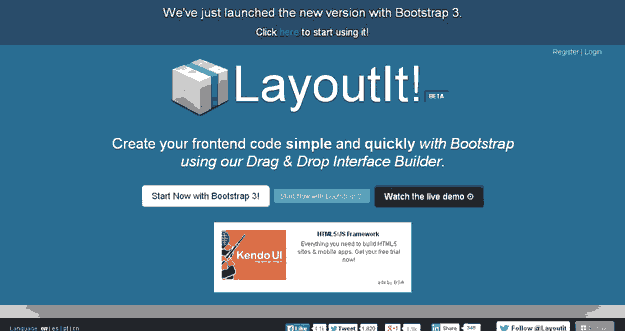 We've just launched the new version with Bootstrap 3.
Click here to start using it!
Register | Login
LayoutIt!
BETA
Create your frontend code simple and quickly with Bootstrap
using our Drag & Drop Interface Builder.
Start Now with Bootstrap 3!
Start Now with
Watch the live demo
Kendo UI
HTML5/JS Framework
Everything you need to build HTML5
sites & mobile apps. Get your free trial
now!
ads by BSA
Language en | es | gl | cn
Like
Tweet 1,820
+1
Share
Follow @Layoutit